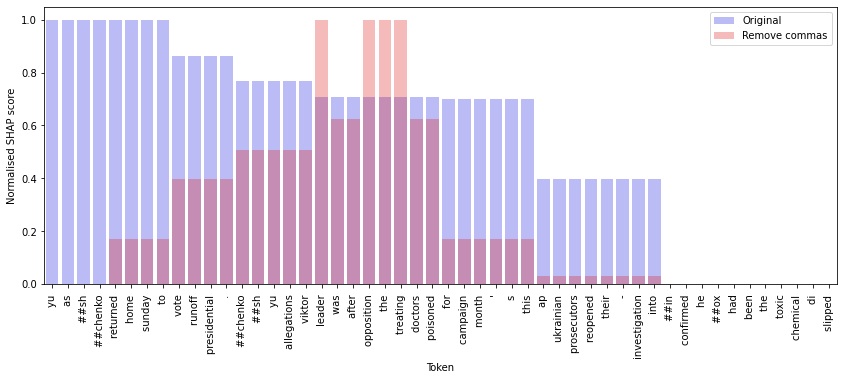 Original
Remove commas
Normalised SHAP score
1.0
0.8
0.6
0.4
0.2
0.0
yu
as
##sh
##chenko
returned
home
sunday
to
vote
runoff
presidential
.
##chenko
##sh
yu
allegations
viktor
leader
was
after
opposition
the
treating
doctors
poisoned
for
campaign
month
'
s
this
ap
ukrainian
prosecutors
reopened
their
-
investigation
into
##in
confirmed
he
##ox
had
been
the
toxic
chemical
di
slipped
Token